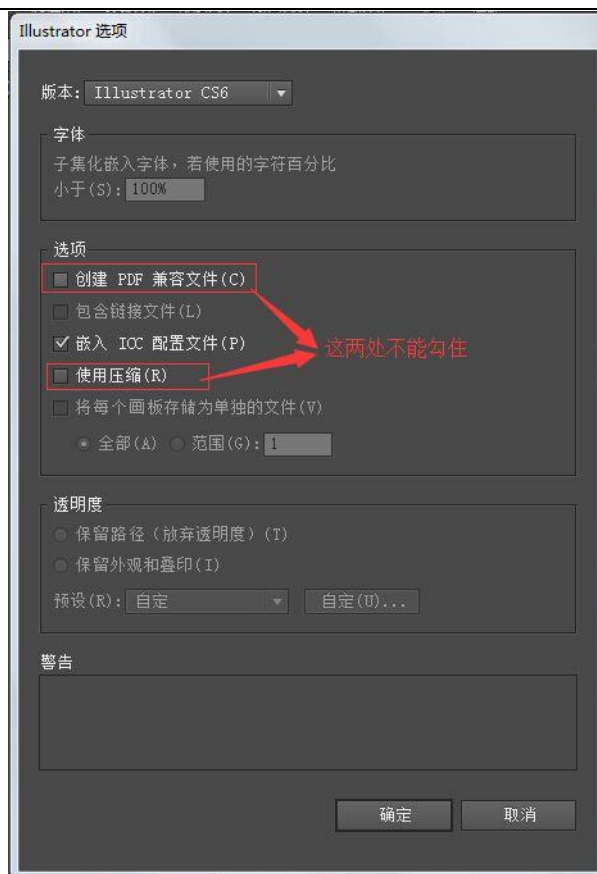 Illustrator 选项
版本: Illustrator CS6
字体
子集化嵌入字体，若使用的字符百分比
小于(S): 100%
选项
创建 PDF 兼容文件(C)
包含链接文件(L)
嵌入 ICC 配置文件(P)
这两处不能勾住
使用压缩(R)
将每个画板存储为单独的文件(V)
全部(A) 范围(G): 1
透明度
保留路径（放弃透明度）(T)
保留外观和叠印(I)
预设(R): 自定 自定(U)...
警告
确定 取消